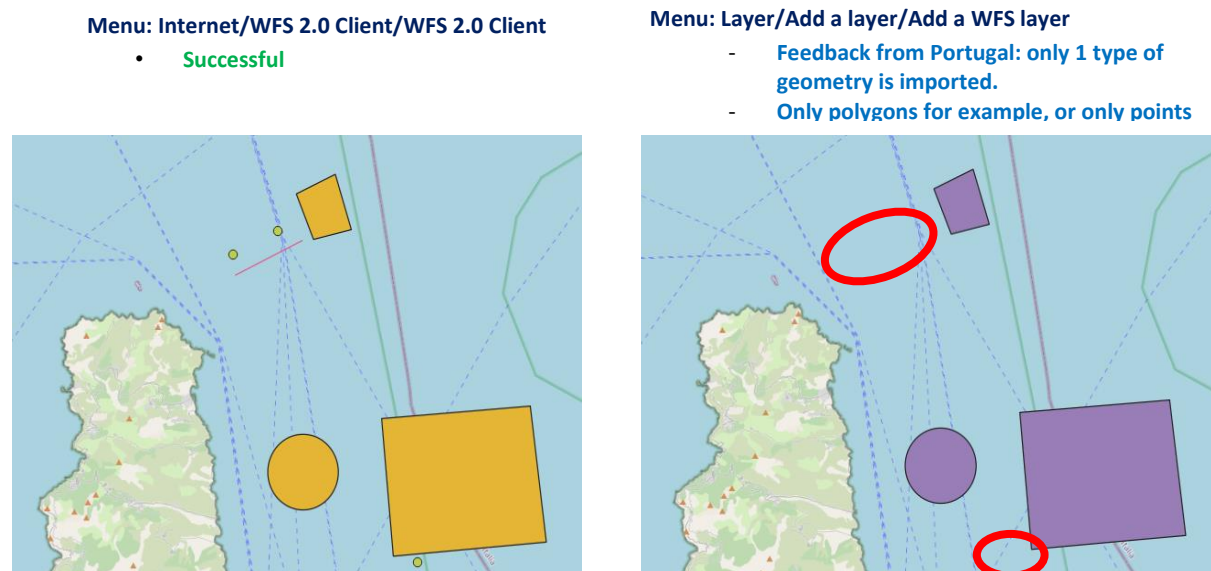 Menu: Internet/WFS 2.0 Client/WFS 2.0 Client
• Successful
Menu: Layer/Add a layer/Add a WFS layer
- Feedback from Portugal: only 1 type of
geometry is imported.
- Only polygons for example, or only points